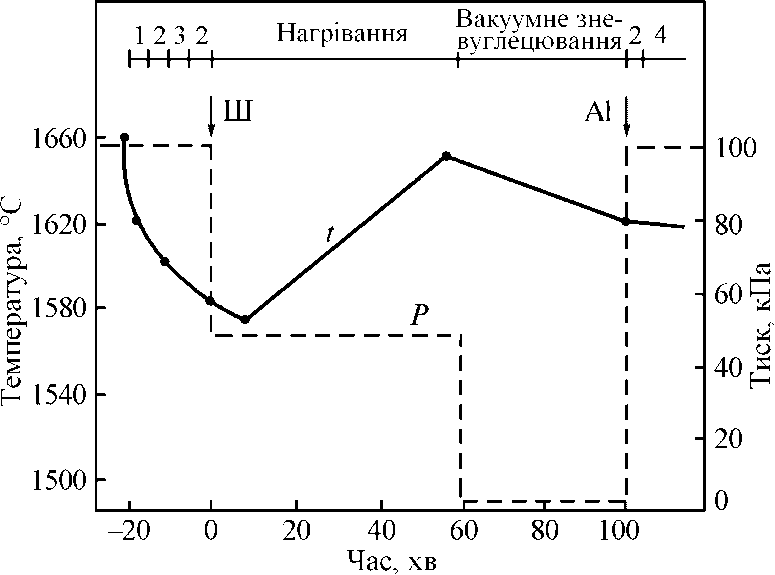 Вакуумне зне-
1 2 3 2 Нагрівання вуглецювання 2 4
Ш Al
1660
1620
1580
1540
1500
Температура, °С
t
P
100
80
60
40
20
0
Тиск, кПа
–20 0 20 40 60 80 100
Час, хв